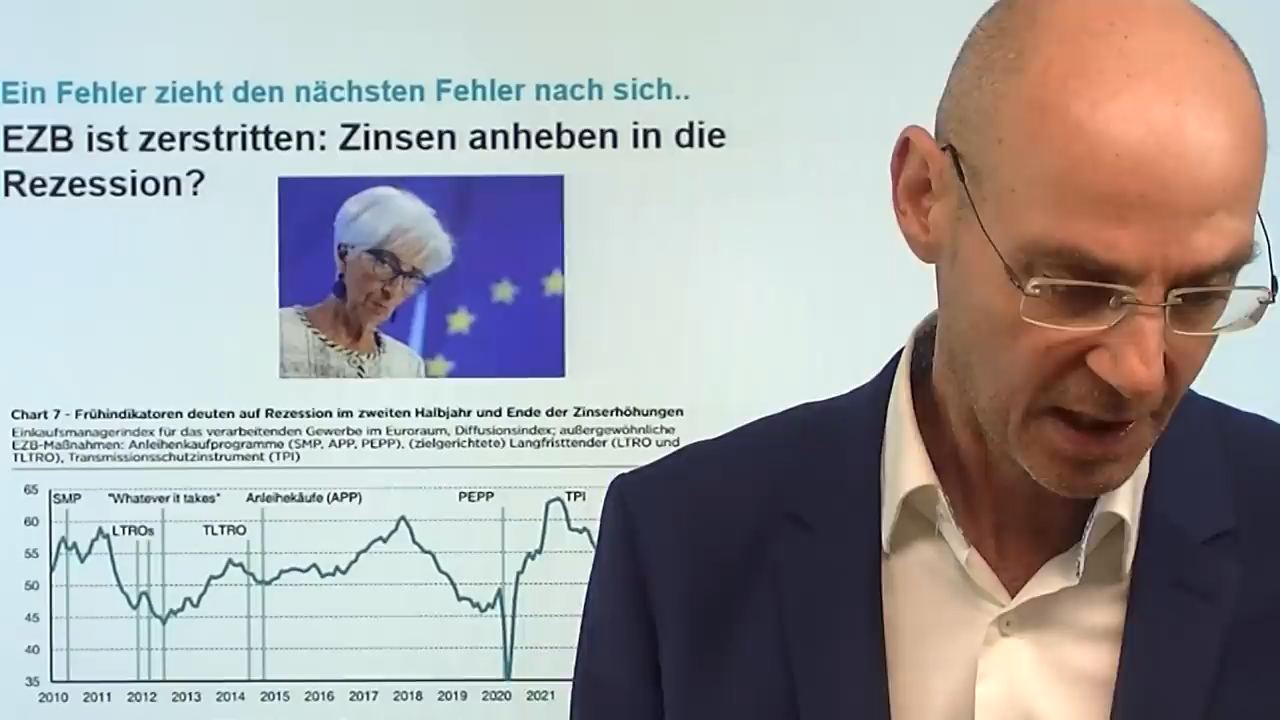 Ein Fehler zieht den nächsten Fehler nach sich..
EZB ist zerstritten: Zinsen anheben in die
Rezession?
Chart 7 - Frühindikatoren deuten auf Rezession im zweiten Halbjahr und Ende der Zinserhöhungen
Einkaufsmanagerindex für das verarbeitenden Gewerbe im Euroraum, Diffusionsindex; außergewöhnliche
EZB-Maßnahmen: Anleihenkaufprogramme (SMP, APP, PEPP), (zielgerichtete) Langfristtender (LTRO und
TLTRO), Transmissionsschutzinstrument (TPI)
65
SMP "Whatever it takes" Anleihekäufe (APP) PEPP TPI
60
LTROs TLTRO
55
50
45
40
35
2010 2011 2012 2013 2014 2015 2016 2017 2018 2019 2020 2021